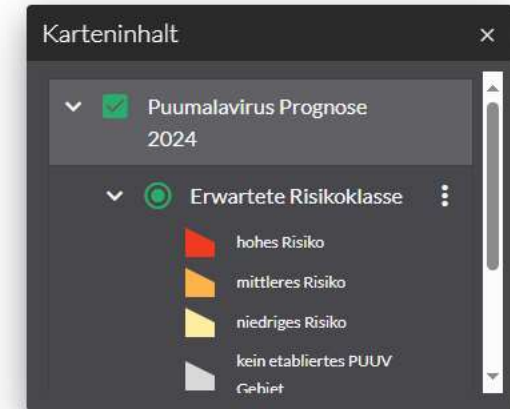 Karteninhalt
Puumalavirus Prognose
2024
Erwartete Risikoklasse
hohes Risiko
mittleres Risiko
niedriges Risiko
kein etabliertes PUUV
Gebiet